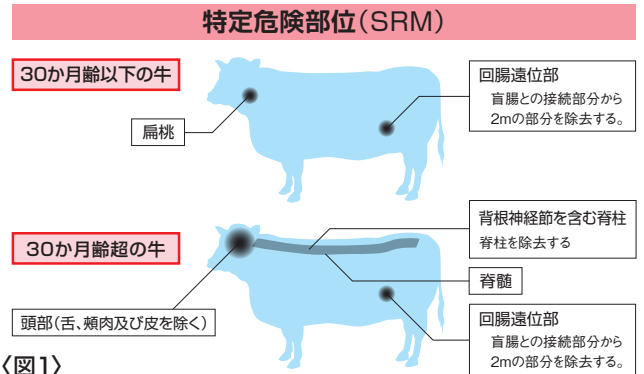 特定危険部位(SRM)
30か月齢以下の牛
扁桃
回腸遠位部
盲腸との接続部分から
2mの部分を除去する。
30か月齢超の牛
背根神経節を含む脊柱
脊柱を除去する
脊髄
頭部(舌、頰肉及び皮を除く)
回腸遠位部
盲腸との接続部分から
2mの部分を除去する。
〈図1〉